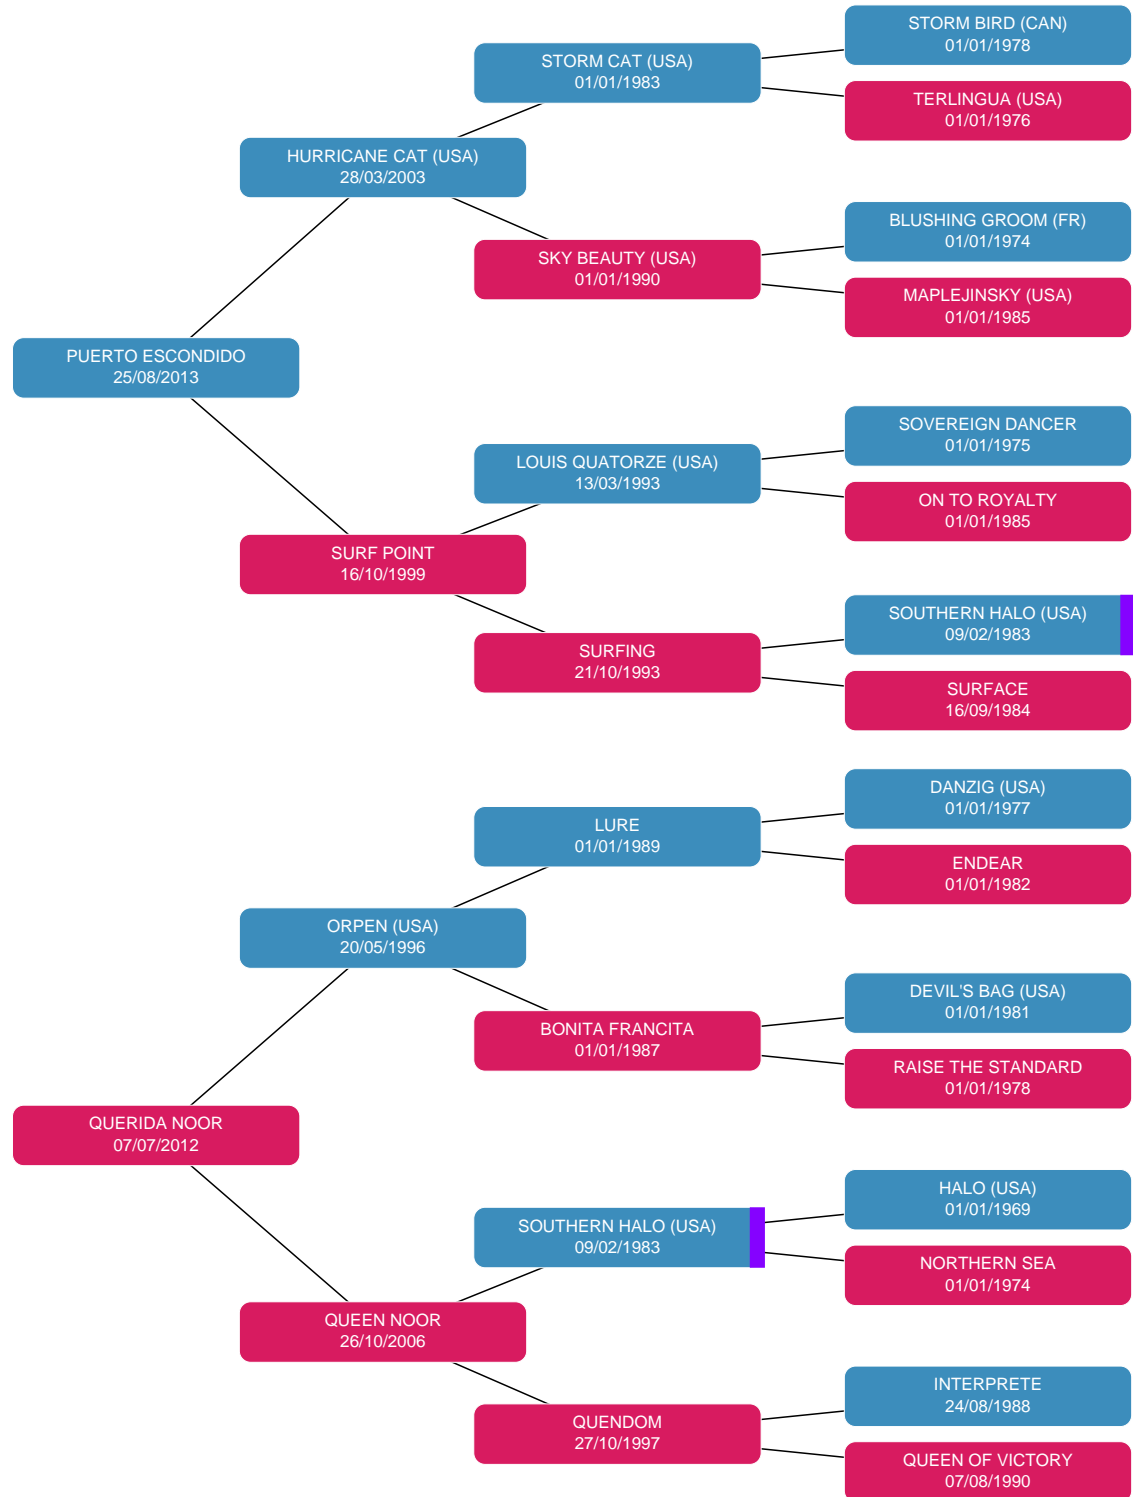 STORM BIRD (CAN)
01/01/1978
STORM CAT (USA)
01/01/1983
TERLINGUA (USA)
01/01/1976
HURRICANE CAT (USA)
28/03/2003
BLUSHING GROOM (FR)
01/01/1974
SKY BEAUTY (USA)
01/01/1990
MAPLEJINSKY (USA)
01/01/1985
PUERTO ESCONDIDO
25/08/2013
SOVEREIGN DANCER
01/01/1975
LOUIS QUATORZE (USA)
13/03/1993
ON TO ROYALTY
01/01/1985
SURF POINT
16/10/1999
SOUTHERN HALO (USA)
09/02/1983
SURFING
21/10/1993
SURFACE
16/09/1984
DANZIG (USA)
01/01/1977
LURE
01/01/1989
ENDEAR
01/01/1982
ORPEN (USA)
20/05/1996
DEVIL'S BAG (USA)
01/01/1981
BONITA FRANCITA
01/01/1987
RAISE THE STANDARD
01/01/1978
QUERIDA NOOR
07/07/2012
HALO (USA)
01/01/1969
SOUTHERN HALO (USA)
09/02/1983
NORTHERN SEA
01/01/1974
QUEEN NOOR
26/10/2006
INTERPRETE
24/08/1988
QUENDOM
27/10/1997
QUEEN OF VICTORY
07/08/1990